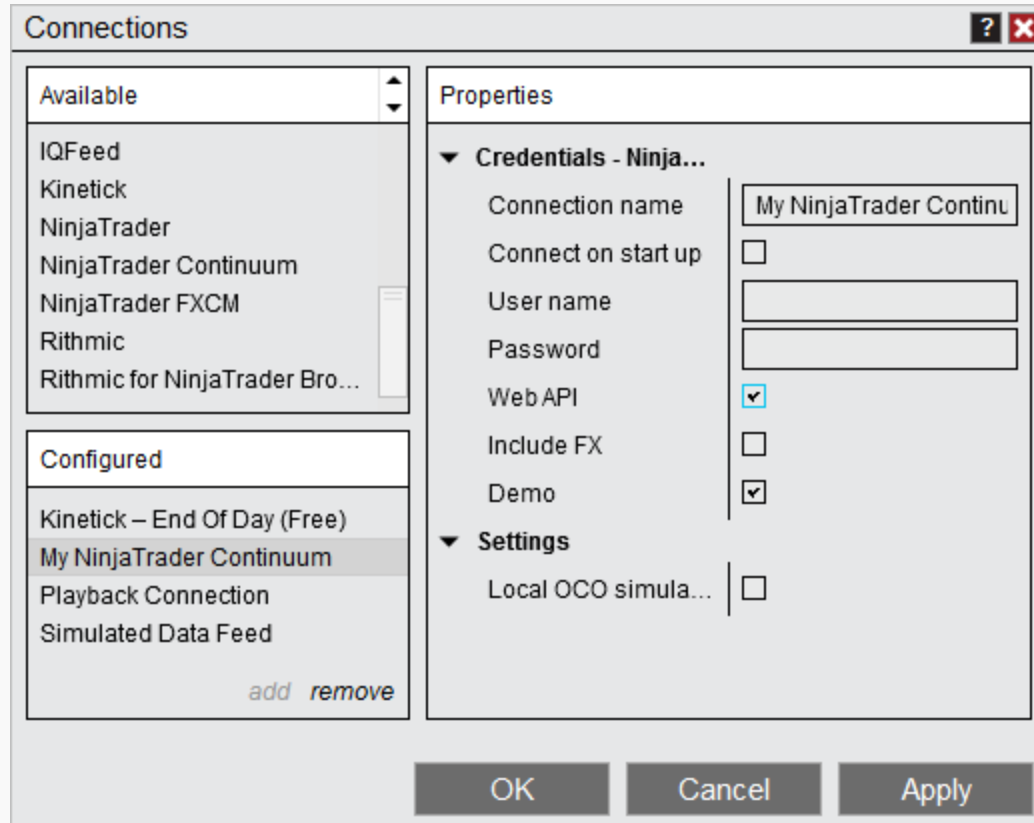 Connections
?
Available
IQFeed
Kinetick
NinjaTrader
NinjaTrader Continuum
NinjaTrader FXCM
Rithmic
Rithmic for NinjaTrader Bro...
Configured
Kinetick – End Of Day (Free)
My NinjaTrader Continuum
Playback Connection
Simulated Data Feed
add remove
Properties
Credentials - Ninja...
Connection name My NinjaTrader Continu
Connect on start up
User name
Password
Web API
Include FX
Demo
Settings
Local OCO simula...
OK Cancel Apply